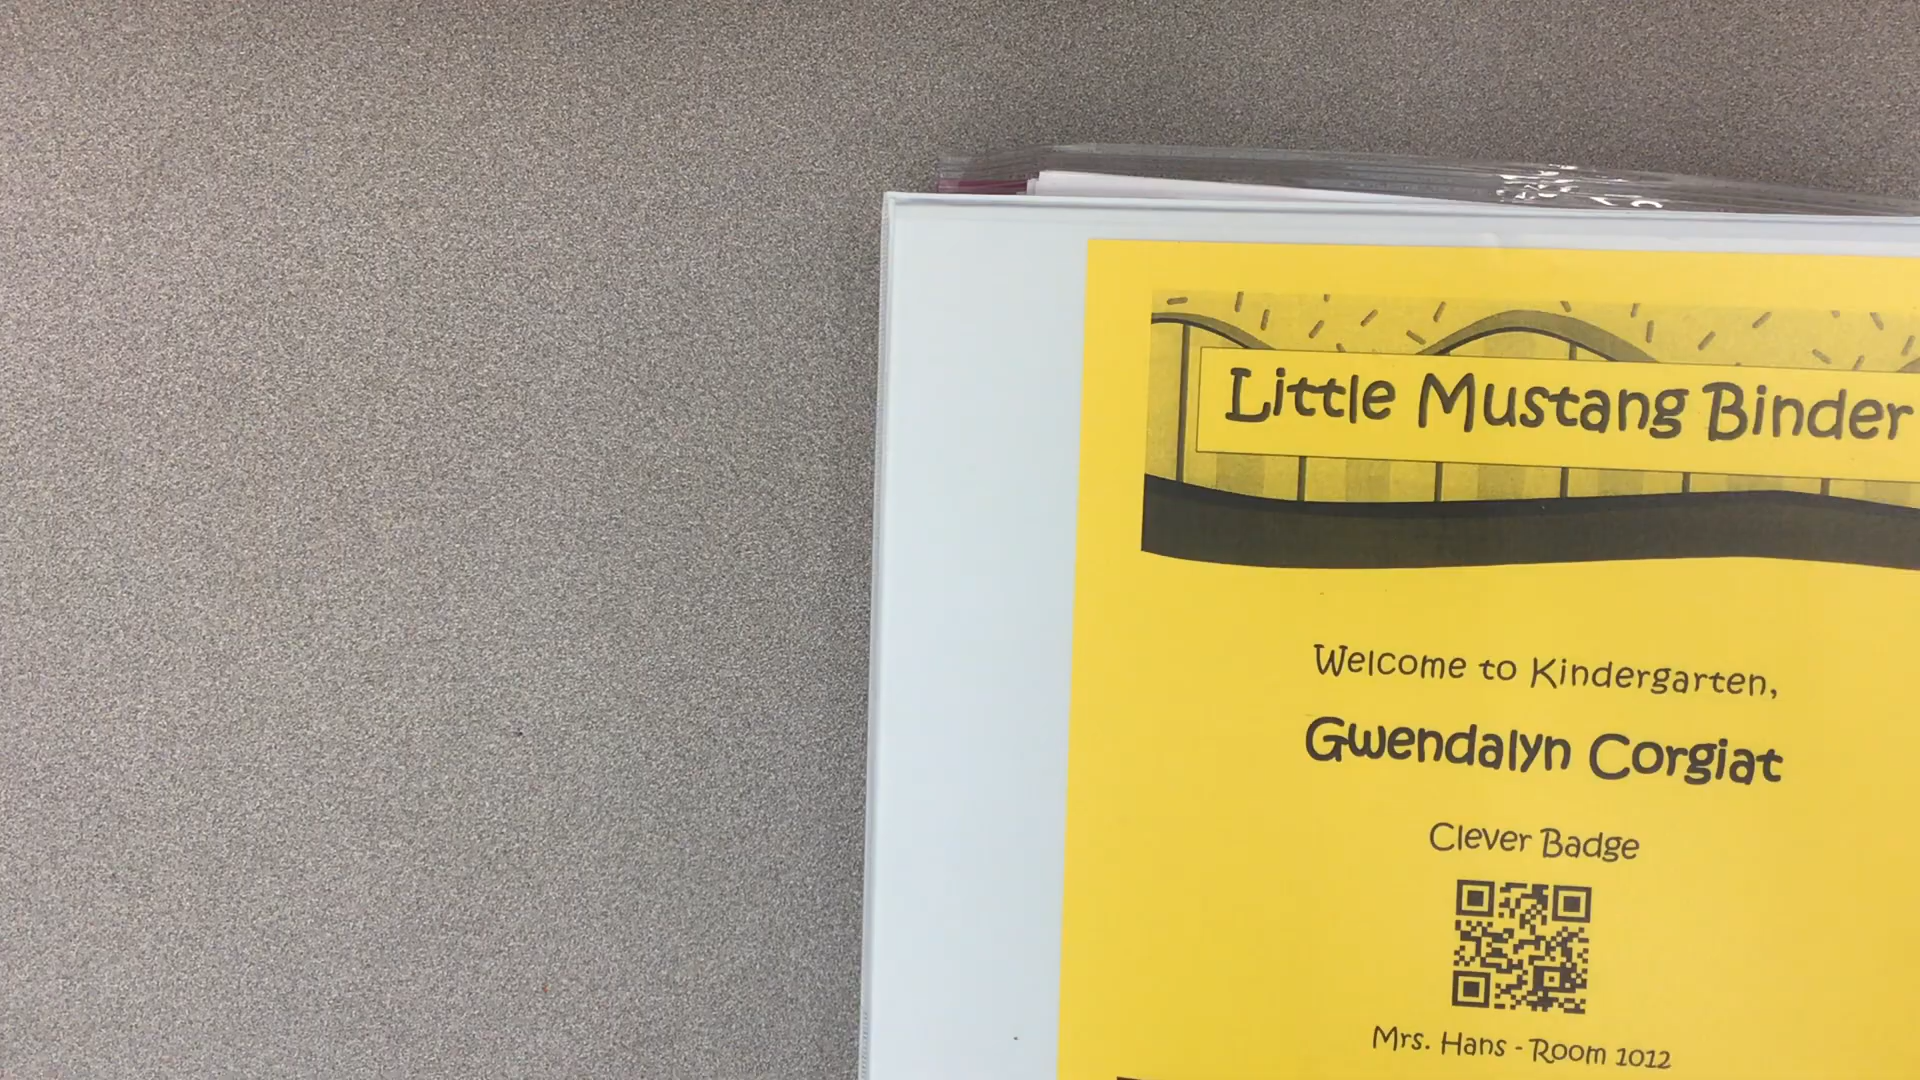 Little Mustang Binder
Welcome to Kindergarten,
Gwendalyn Corgiat
Clever Badge
Mrs. Hans - Room 1012